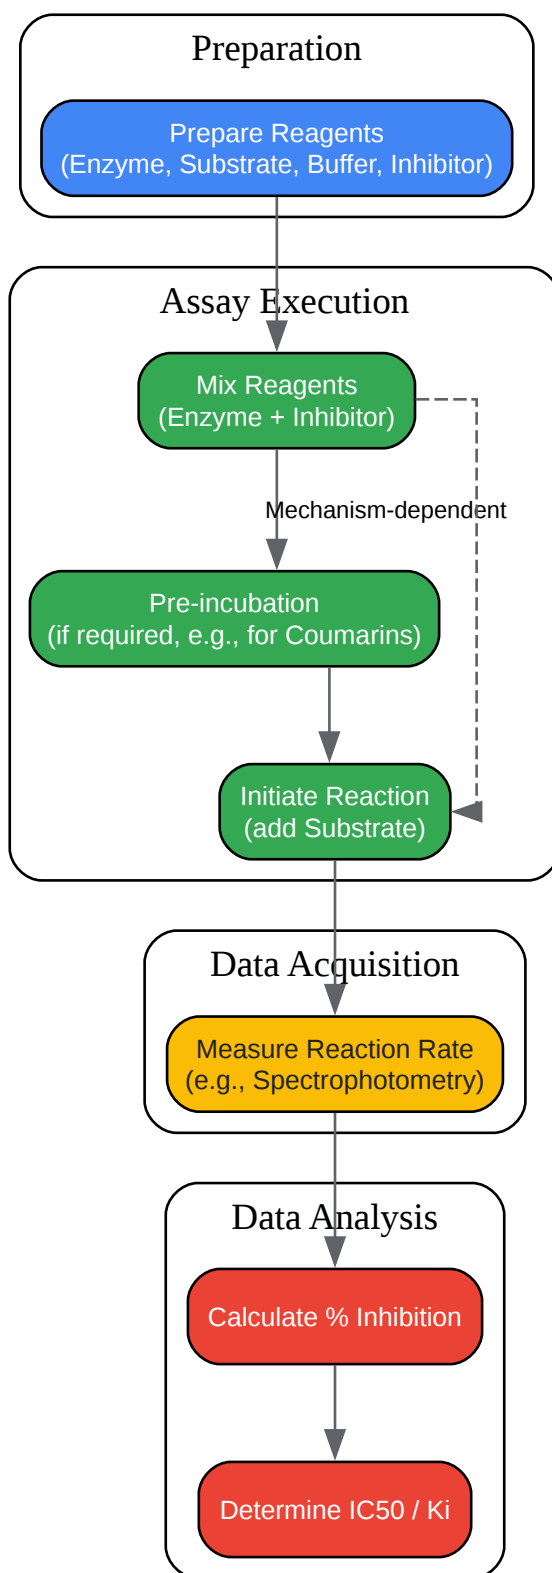 Preparation
Prepare Reagents
(Enzyme, Substrate, Buffer, Inhibitor)
Assay Execution
Mix Reagents
(Enzyme + Inhibitor)
Mechanism-dependent
Pre-incubation
(if required, e.g., for Coumarins)
Initiate Reaction
(add Substrate)
Data Acquisition
Measure Reaction Rate
(e.g., Spectrophotometry)
Data Analysis
Calculate % Inhibition
Determine IC50 / Ki